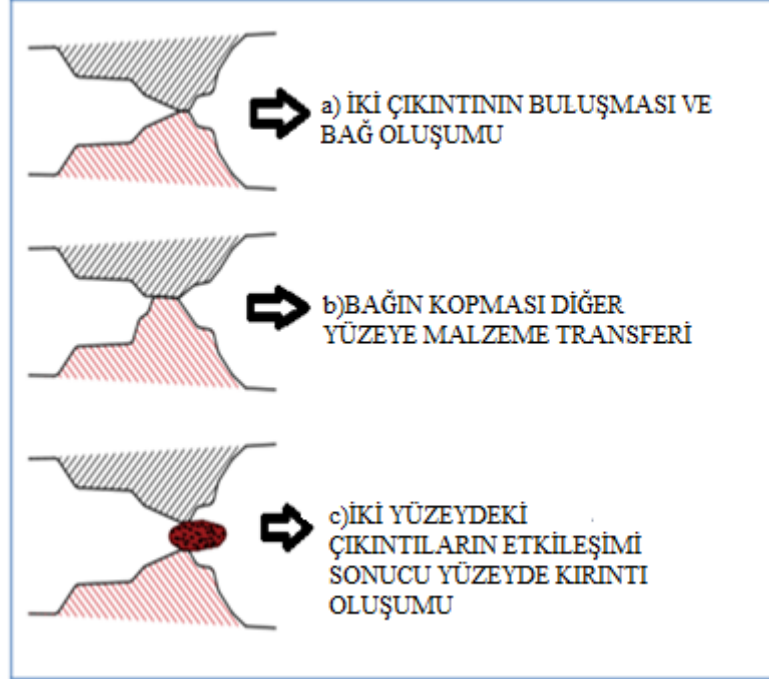 a) İKİ ÇIKINTININ BULUŞMASI VE
BAĞ OLUŞUMU
b)BAĞIN KOPMASI DİĞER
YÜZEYE MALZEME TRANSFERİ
c)İKİ YÜZEYDEKİ
ÇIKINTILARIN ETKİLEŞİMİ
SONUCU YÜZEYDE KIRINTI
OLUŞUMU